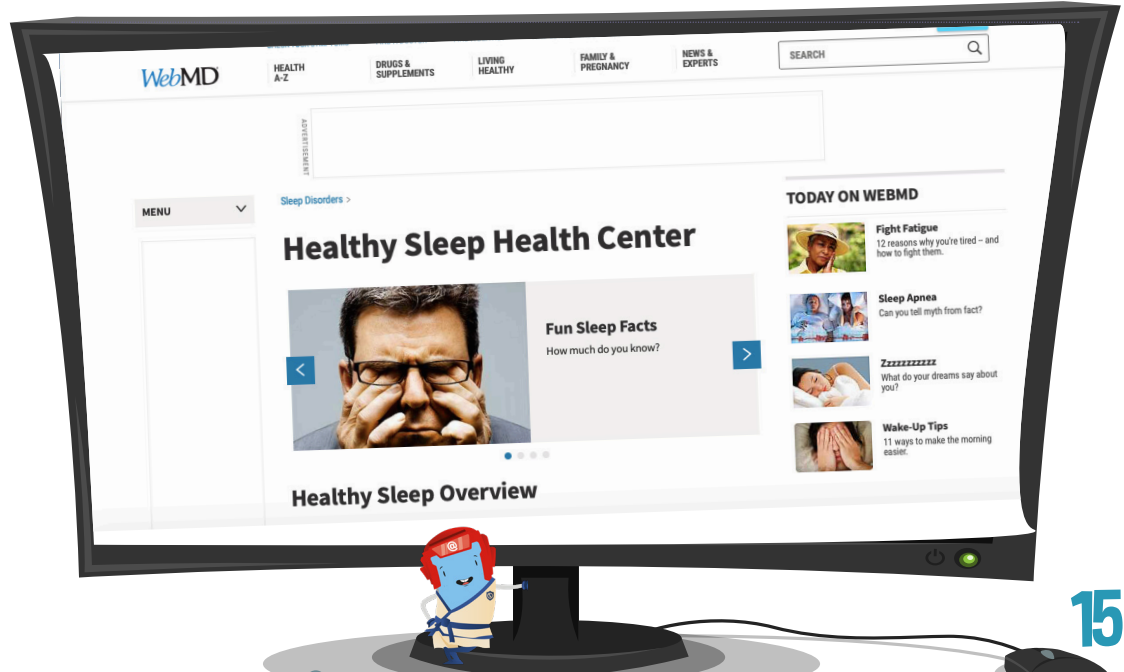 WebMD
HEALTH
A-Z
DRUGS &
SUPPLEMENTS
LIVING
HEALTHY
FAMILY &
PREGNANCY
NEWS &
EXPERTS
SEARCH
ADVERTISEMENT
MENU
Sleep Disorders >
Healthy Sleep Health Center
Fun Sleep Facts
How much do you know?
Healthy Sleep Overview
TODAY ON WEBMD
Fight Fatigue
12 reasons why you're tired – and
how to fight them.
Sleep Apnea
Can you tell myth from fact?
Zzzzzzzzzzz
What do your dreams say about
you?
Wake-Up Tips
11 ways to make the morning
easier.
@
15